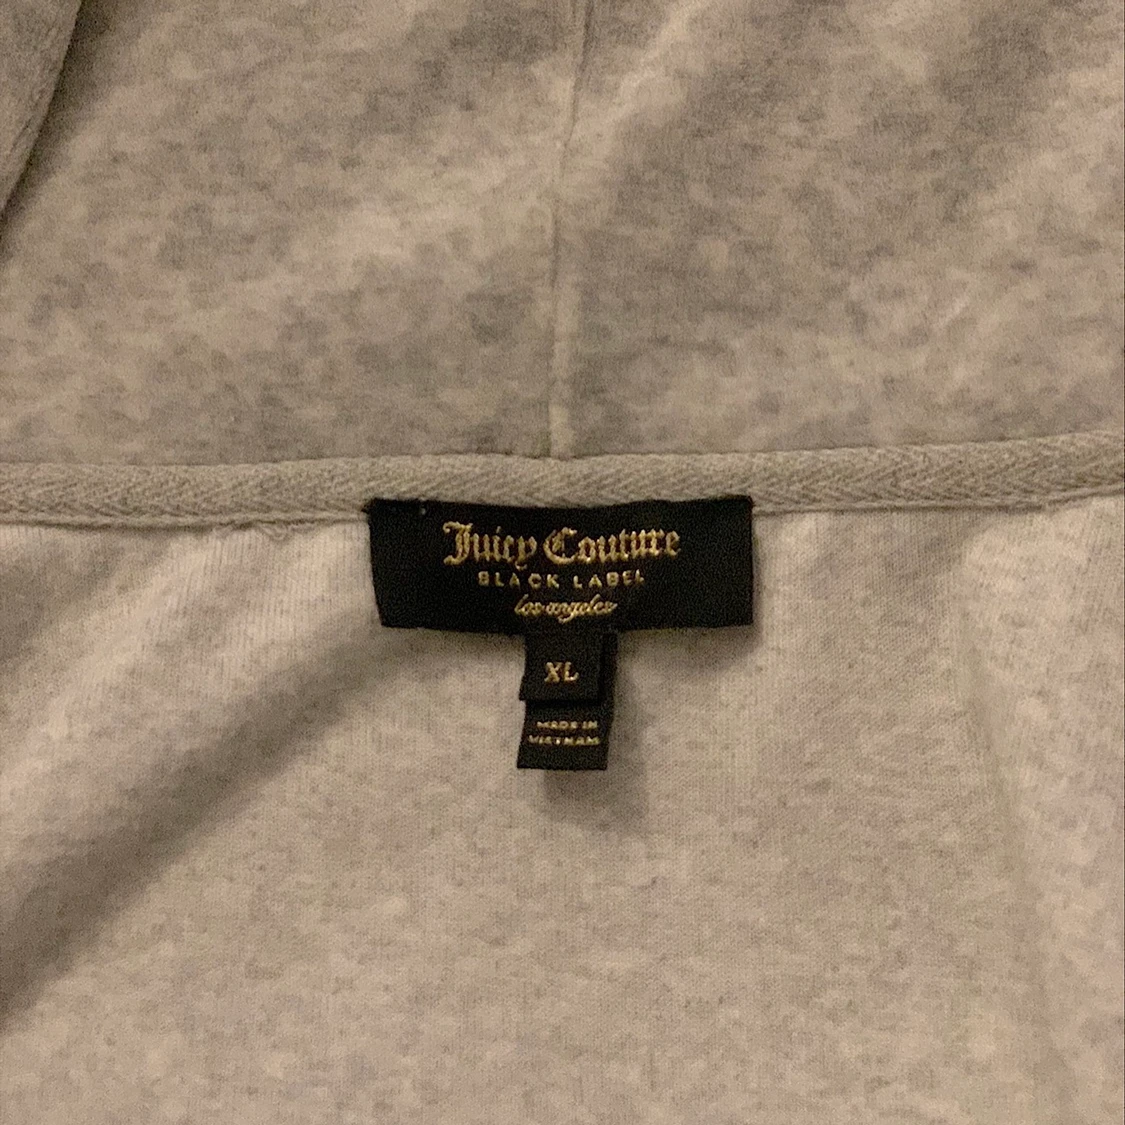 Juicy Couture
BLACK LABEL
los angeles
XL
MADE IN
VIETNAM